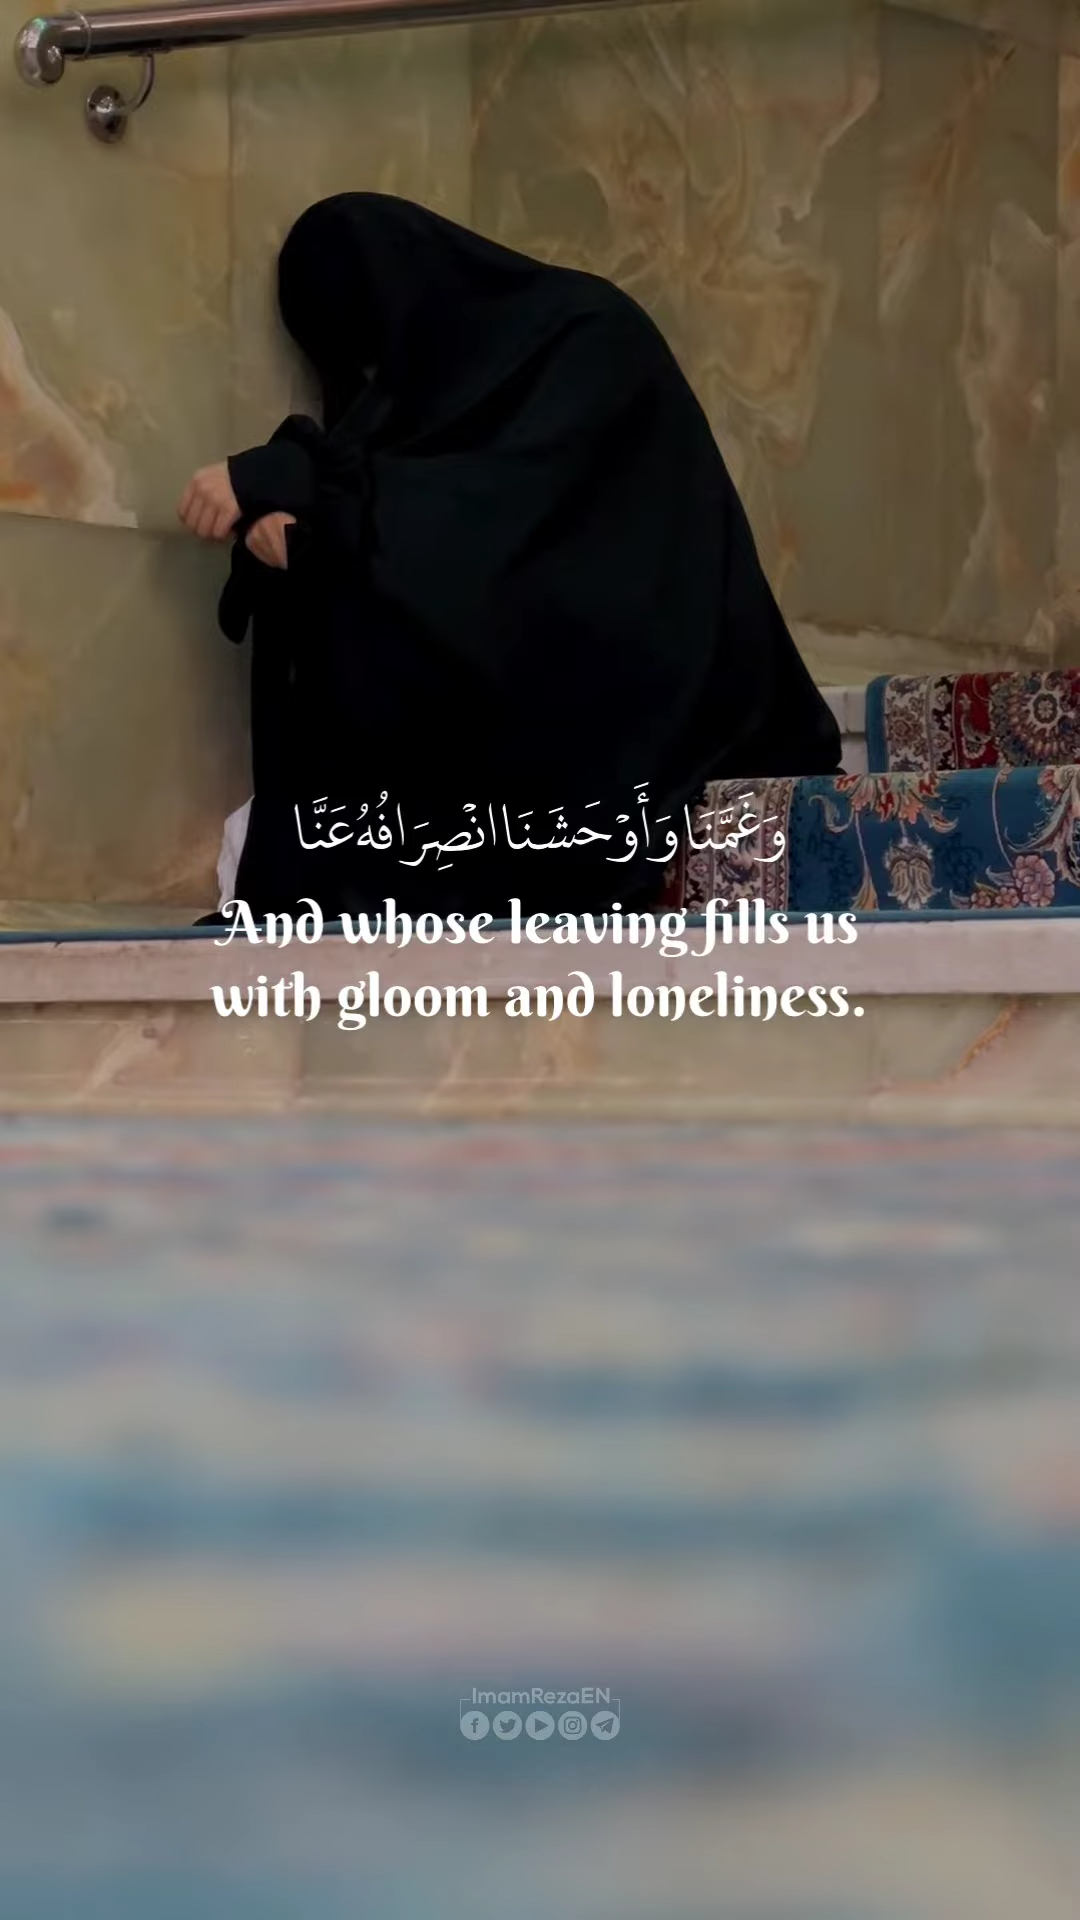 وَغَمَّنَا وَأَوْحَشَنَا انْصِرَافُهُ عَنَّا
And whose leaving fills us
with gloom and loneliness.
ImamRezaEN